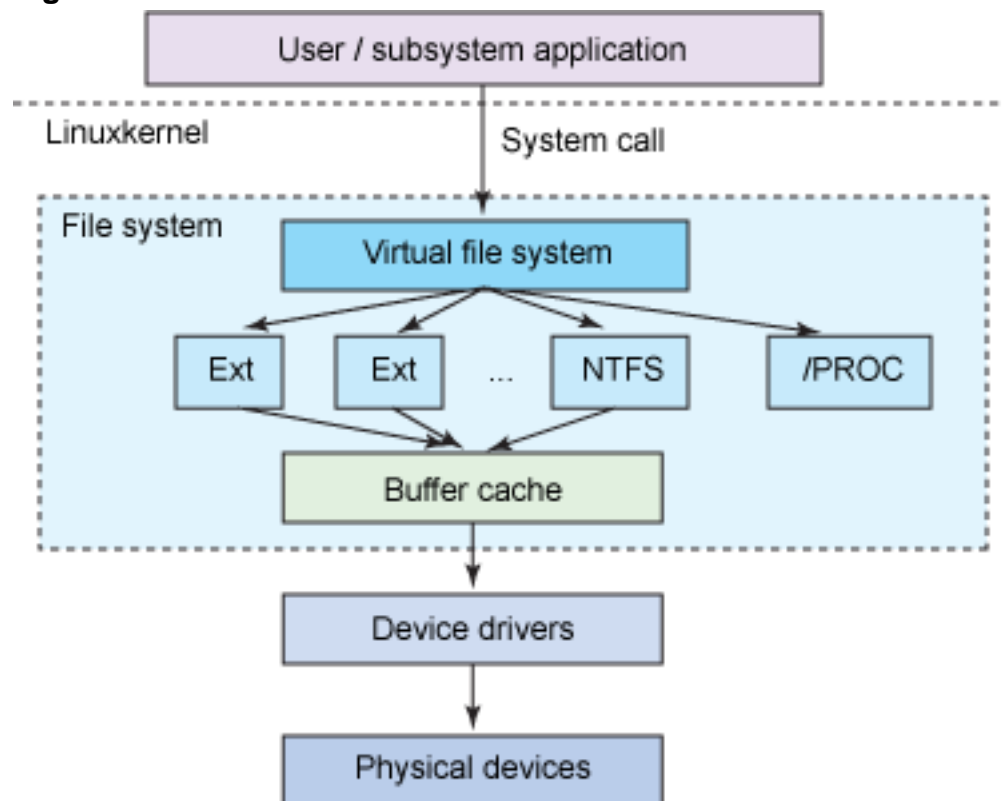 User / subsystem application
Linuxkernel
System call
File system
Virtual file system
Ext
Ext
...
NTFS
/PROC
Buffer cache
Device drivers
Physical devices